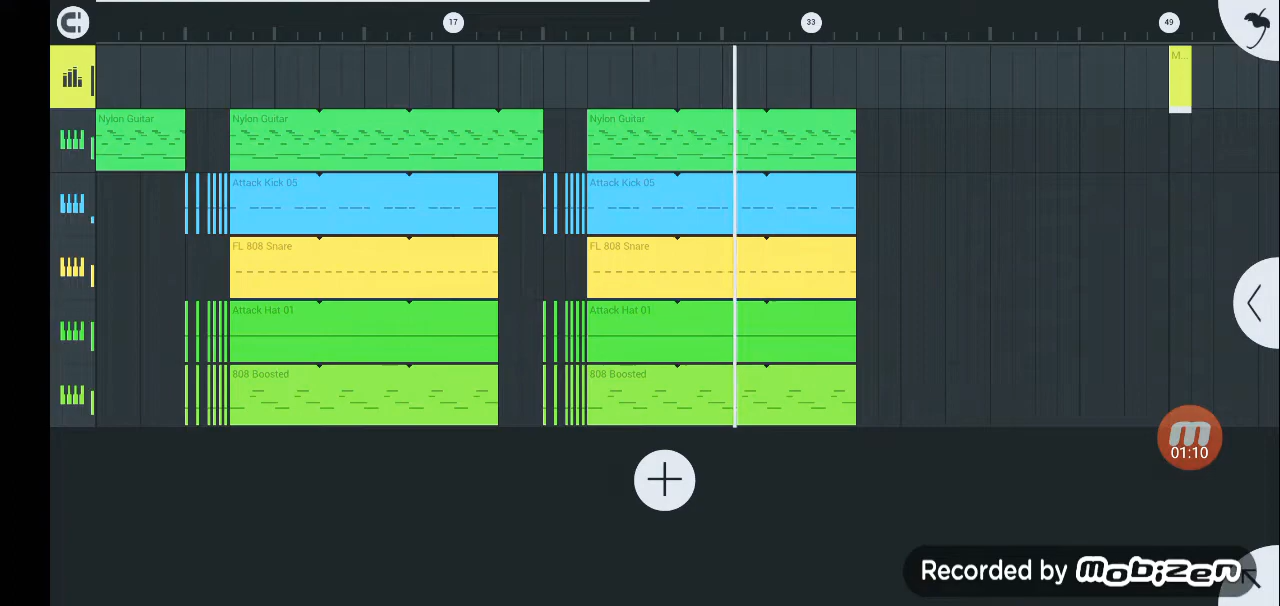 17 33 49
M...
Nylon Guitar Nylon Guitar Nylon Guitar
Attack Kick 05 Attack Kick 05
FL 808 Snare FL 808 Snare
Attack Hat 01 Attack Hat 01
808 Boosted 808 Boosted
01:10
Recorded by mobizen